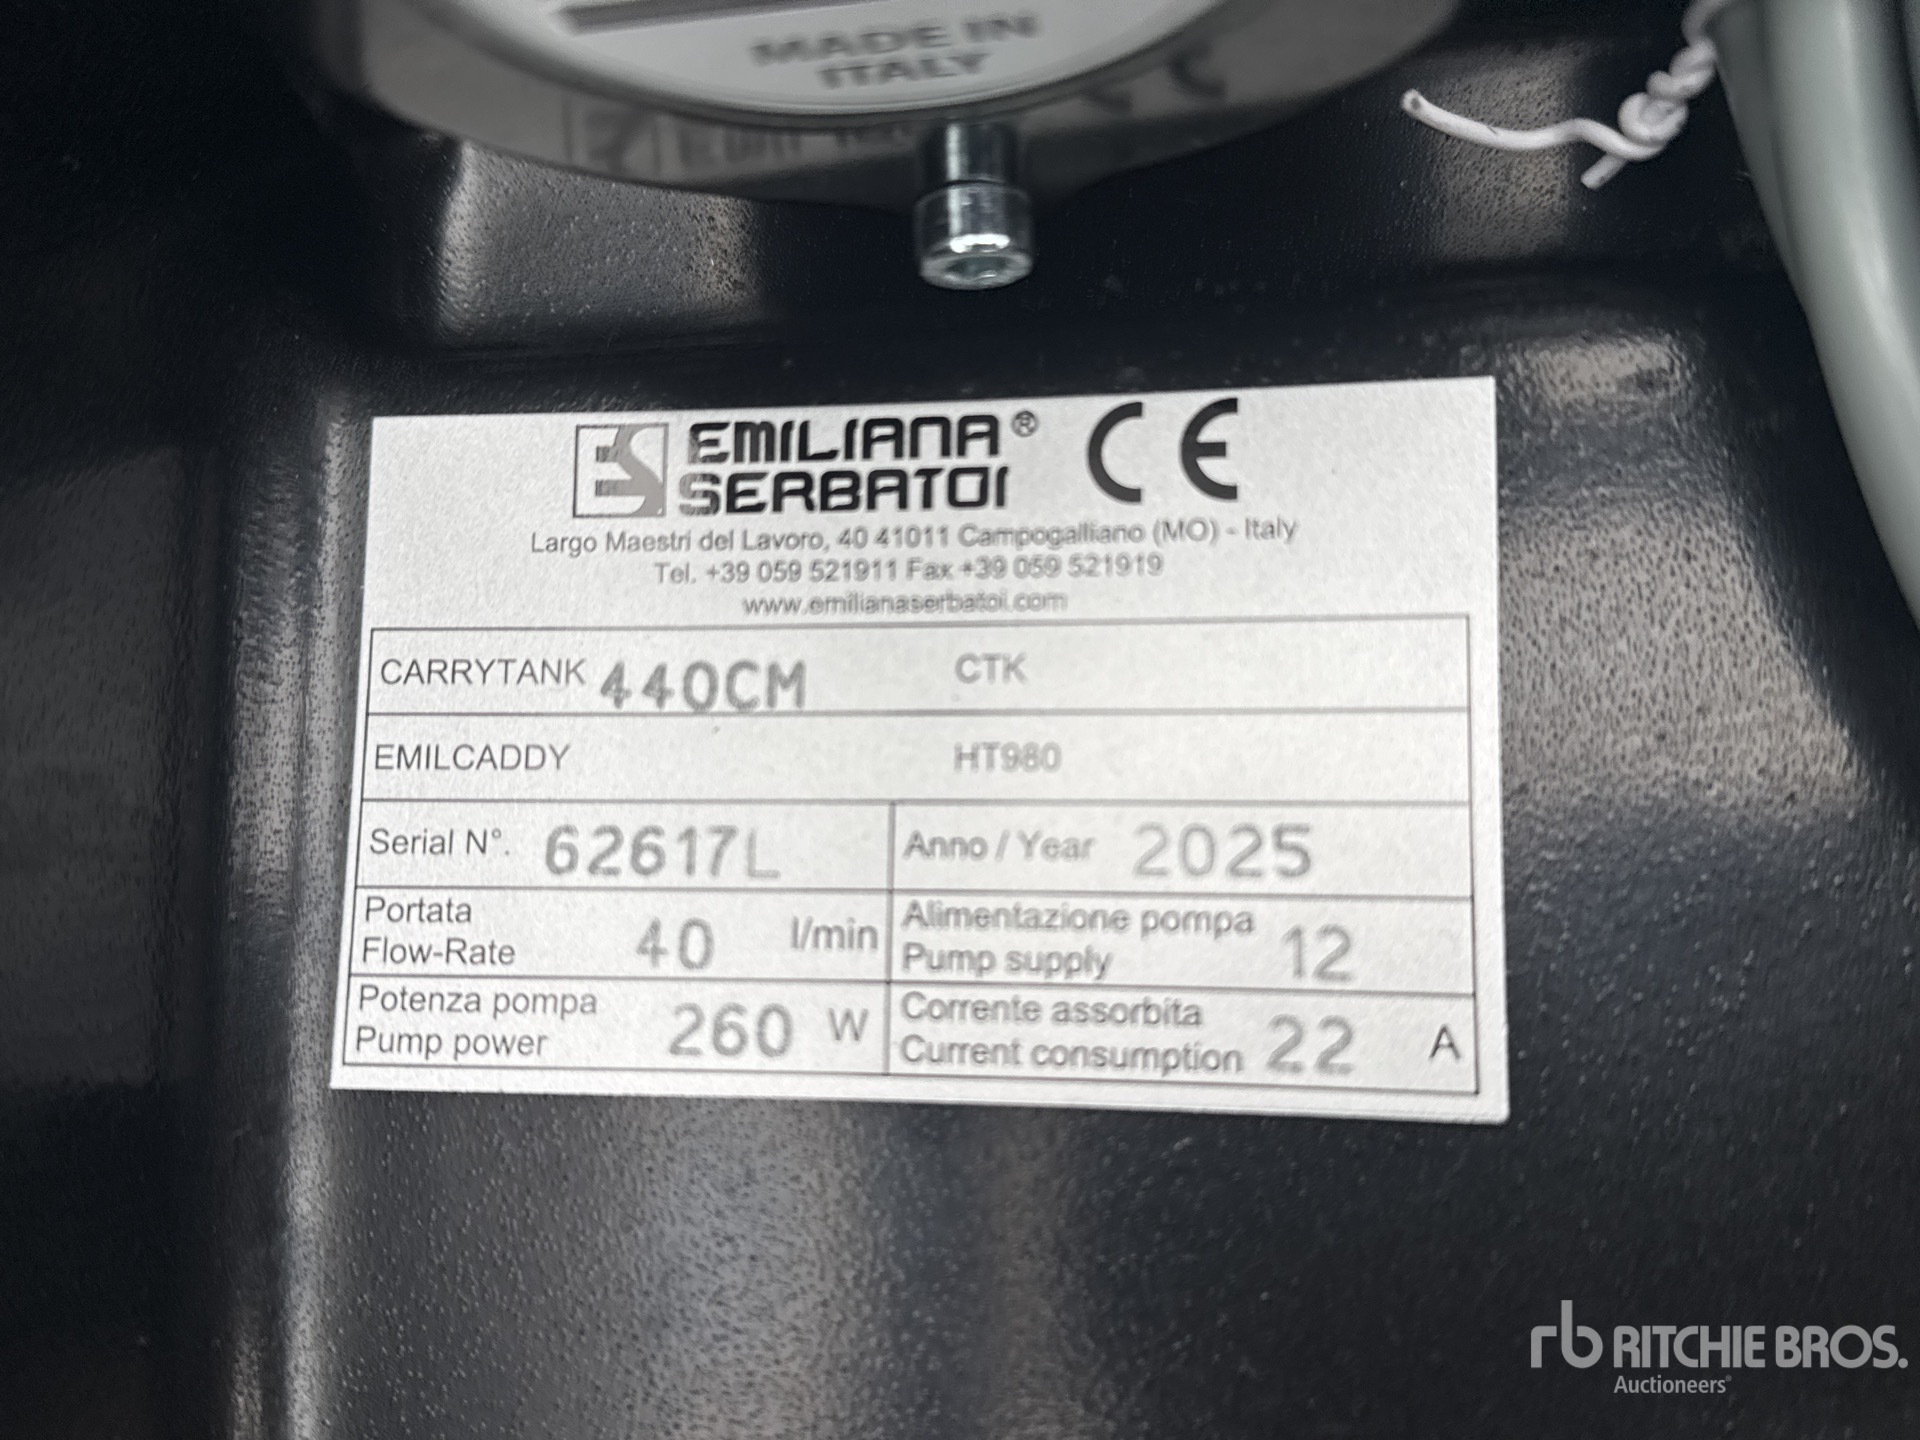 MADE IN
ITALY
ES EMILIANA®
SERBATOI
CE
Largo Maestri del Lavoro, 40 41011 Campogalliano (MO) - Italy
Tel. +39 059 521911 Fax +39 059 521919
www.emilianaserbatoi.com
CARRYTANK 440CM CTK
EMILCADDY HT980
Serial N°. 62617L Anno / Year 2025
Portata
Flow-Rate 40 l/min
Alimentazione pompa
Pump supply 12
Potenza pompa
Pump power 260 W
Corrente assorbita
Current consumption 22 A
rb RITCHIE BROS.
Auctioneers